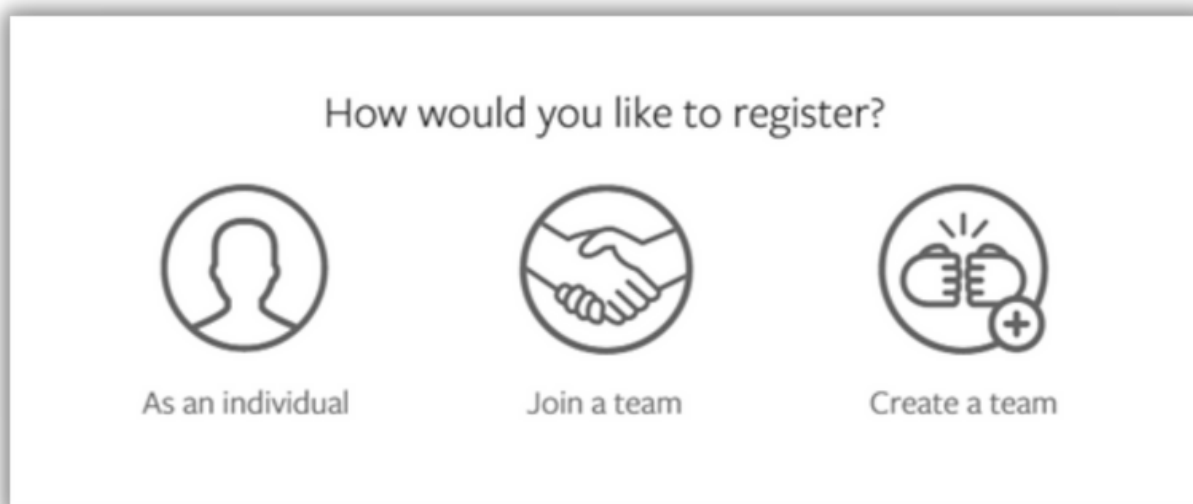 How would you like to register?
As an individual
Join a team
Create a team